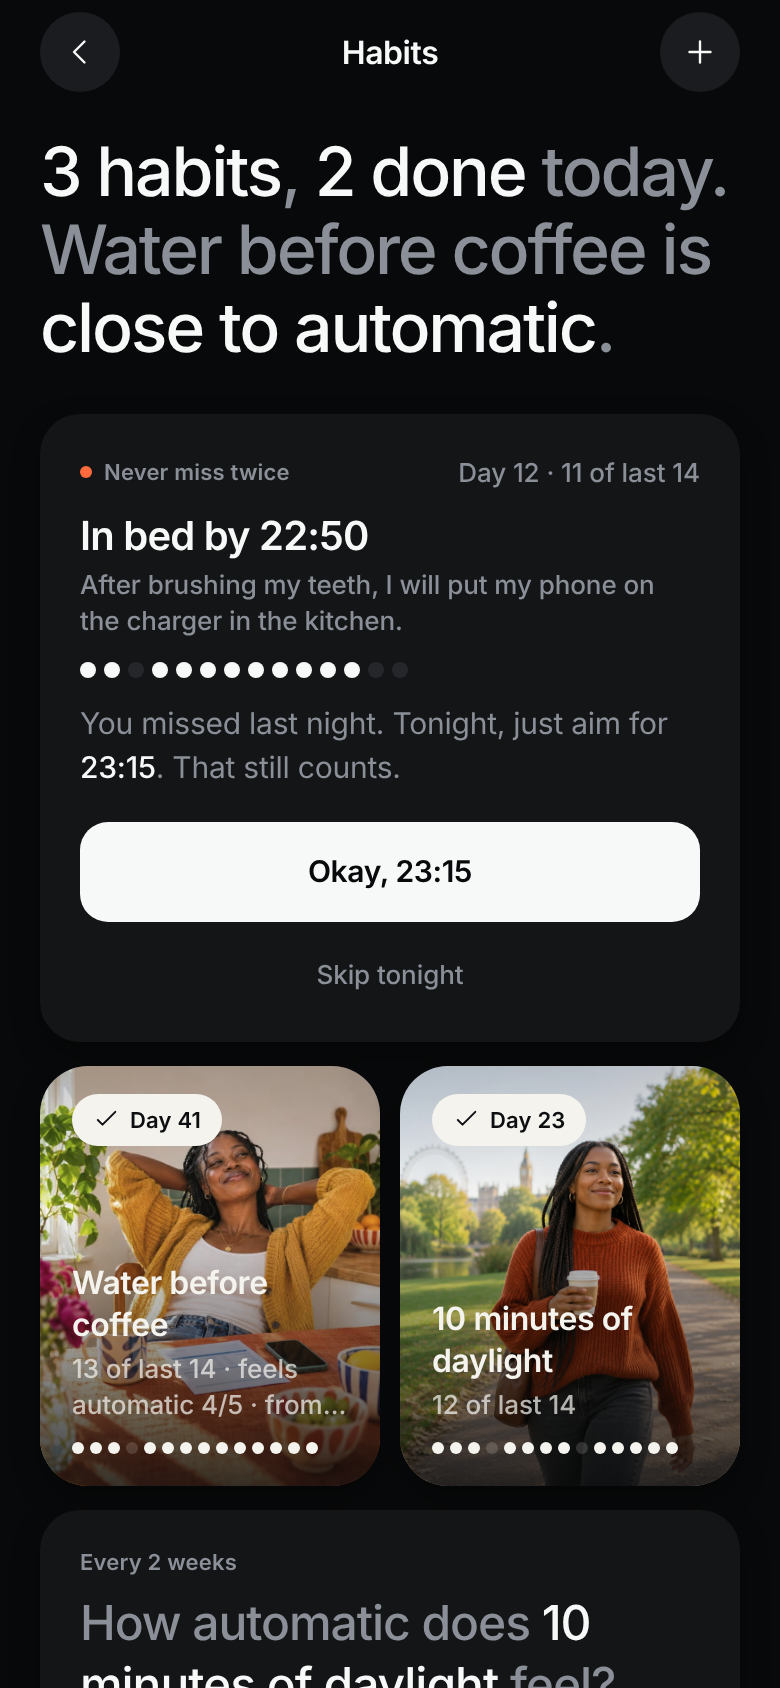 Habits
3 habits, 2 done today.
Water before coffee is
close to automatic.
Never miss twice
Day 12 · 11 of last 14
In bed by 22:50
After brushing my teeth, I will put my phone on
the charger in the kitchen.
You missed last night. Tonight, just aim for
23:15. That still counts.
Okay, 23:15
Skip tonight
Day 41
Water before
coffee
13 of last 14 · feels
automatic 4/5 · from...
Day 23
10 minutes of
daylight
12 of last 14
Every 2 weeks
How automatic does 10
minutes of daylight feel?